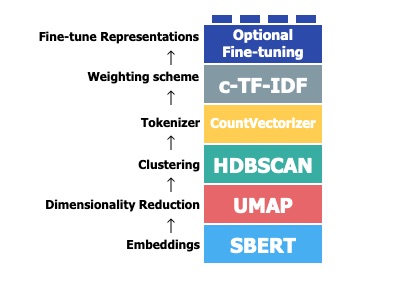 Fine-tune Representations
Optional
Fine-tuning
Weighting scheme
c-TF-IDF
Tokenizer
CountVectorizer
Clustering
HDBSCAN
Dimensionality Reduction
UMAP
Embeddings
SBERT